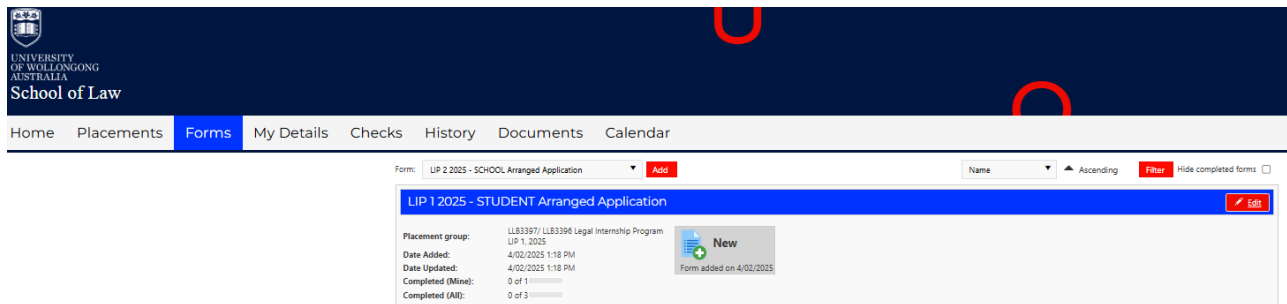 UNIVERSITY
OF WOLLONGONG
AUSTRALIA
School of Law
Home Placements Forms My Details Checks History Documents Calendar
Form: LIP 2 2025 - SCHOOL Arranged Application Add Name Ascending Filter Hide completed forms
LIP 1 2025 - STUDENT Arranged Application Edit
Placement group: LLB3397/ LLB3396 Legal Internship Program
LIP 1, 2025
New
Date Added: 4/02/2025 1:18 PM
Date Updated: 4/02/2025 1:18 PM Form added on 4/02/2025
Completed (Mine): 0 of 1
Completed (All): 0 of 3